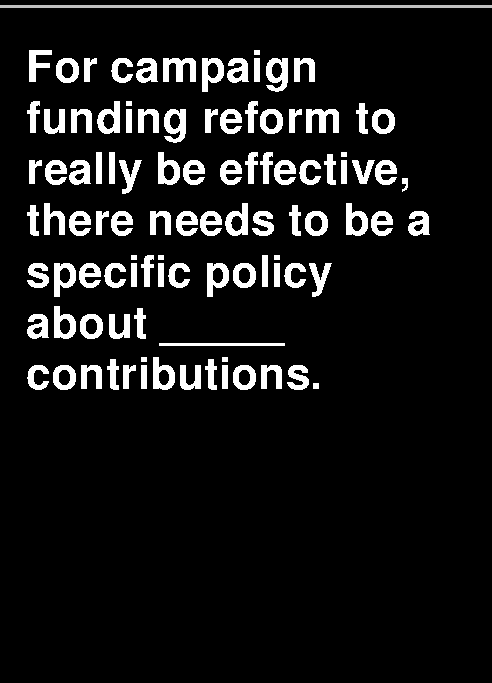 For campaign
funding reform to
really be effective,
there needs to be a
specific policy
about _____
contributions.